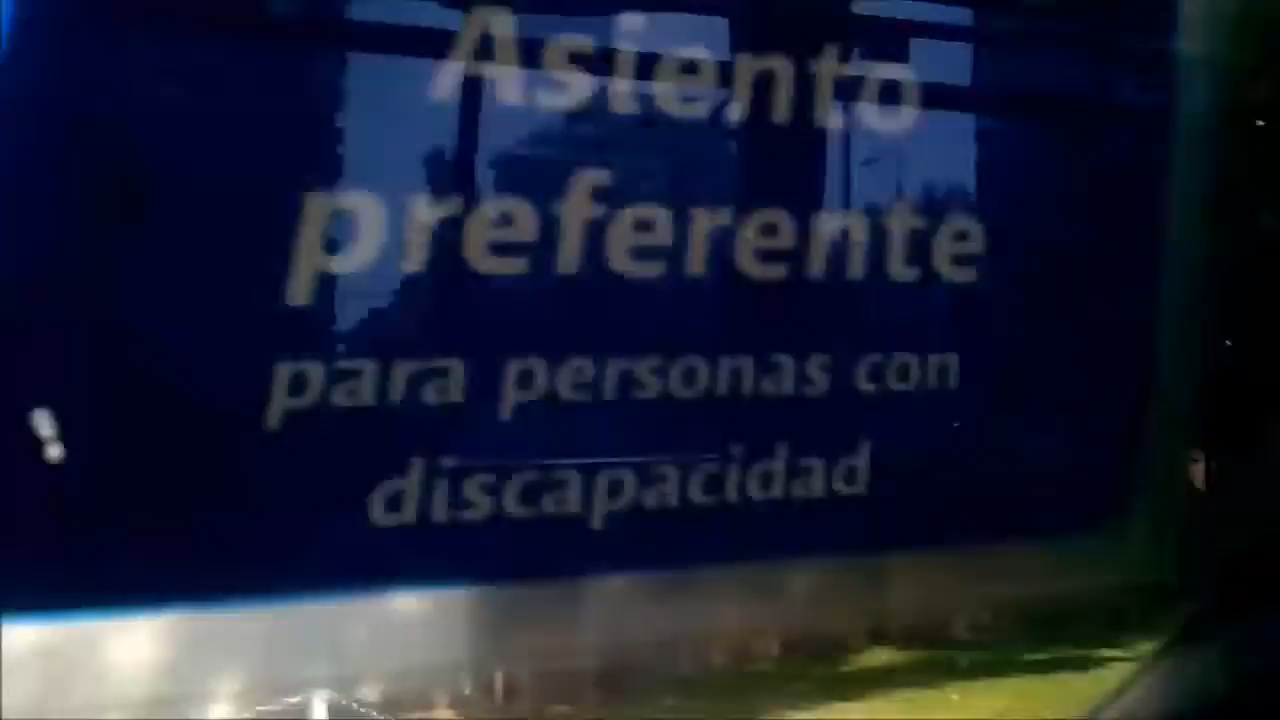 Asiento
preferente
para personas con
discapacidad